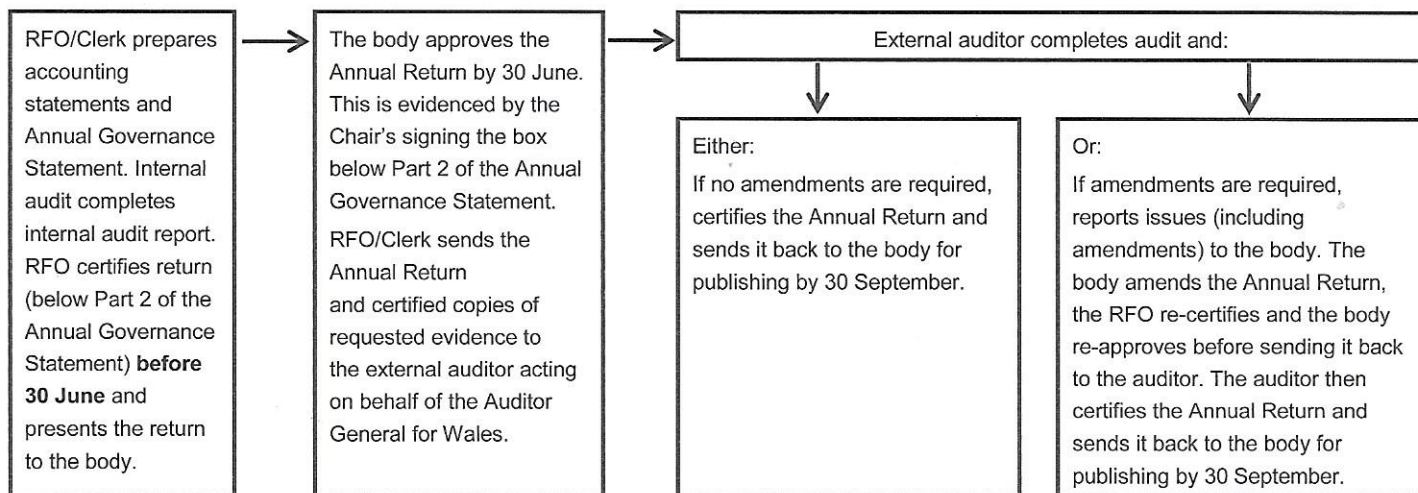 RFO/Clerk prepares
accounting
statements and
Annual Governance
Statement. Internal
audit completes
internal audit report.
RFO certifies return
(below Part 2 of the
Annual Governance
Statement) before
30 June and
presents the return
to the body.
The body approves the
Annual Return by 30 June.
This is evidenced by the
Chair's signing the box
below Part 2 of the Annual
Governance Statement.
RFO/Clerk sends the
Annual Return
and certified copies of
requested evidence to
the external auditor acting
on behalf of the Auditor
General for Wales.
External auditor completes audit and:
Either:
If no amendments are required,
certifies the Annual Return and
sends it back to the body for
publishing by 30 September.
Or:
If amendments are required,
reports issues (including
amendments) to the body. The
body amends the Annual Return,
the RFO re-certifies and the body
re-approves before sending it back
to the auditor. The auditor then
certifies the Annual Return and
sends it back to the body for
publishing by 30 September.